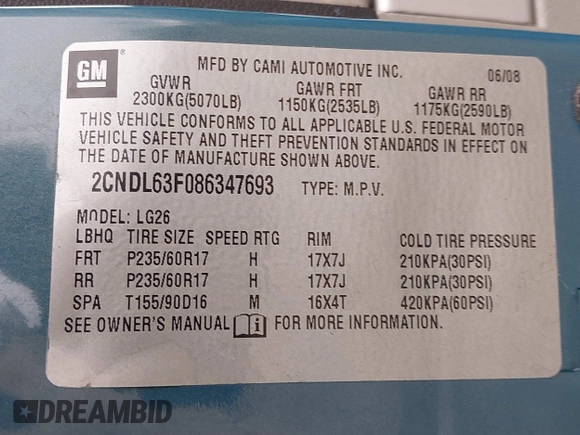 GM
®
MFD BY CAMI AUTOMOTIVE INC. 06/08
GVWR GAWR FRT GAWR RR
2300KG(5070LB) 1150KG(2535LB) 1175KG(2590LB)
THIS VEHICLE CONFORMS TO ALL APPLICABLE U.S. FEDERAL MOTOR
VEHICLE SAFETY AND THEFT PREVENTION STANDARDS IN EFFECT ON
THE DATE OF MANUFACTURE SHOWN ABOVE.
2CNDL63F086347693 TYPE: M.P.V.
MODEL: LG26
LBHQ TIRE SIZE SPEED RTG RIM COLD TIRE PRESSURE
FRT P235/60R17 H 17X7J 210KPA(30PSI)
RR P235/60R17 H 17X7J 210KPA(30PSI)
SPA T155/90D16 M 16X4T 420KPA(60PSI)
SEE OWNER'S MANUAL i FOR MORE INFORMATION.
DREAMBID